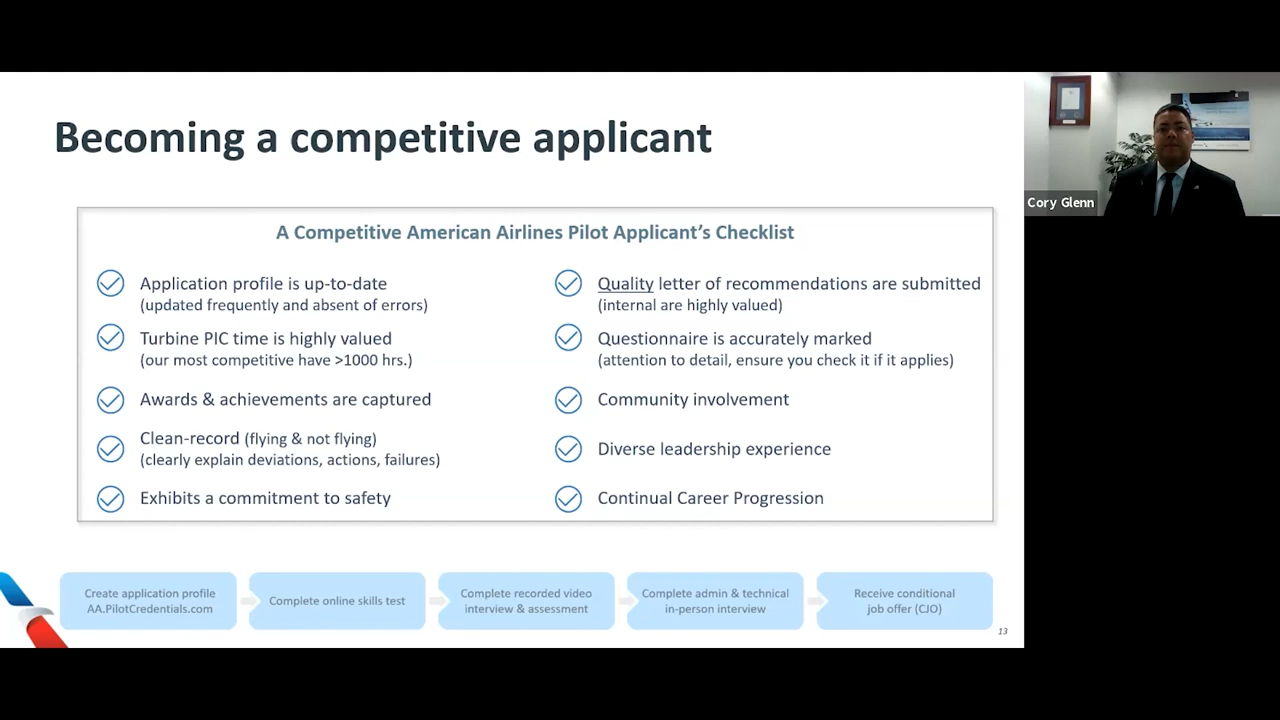 Becoming a competitive applicant
A Competitive American Airlines Pilot Applicant's Checklist
Application profile is up-to-date
(updated frequently and absent of errors)
Turbine PIC time is highly valued
(our most competitive have >1000 hrs.)
Awards & achievements are captured
Clean-record (flying & not flying)
(clearly explain deviations, actions, failures)
Exhibits a commitment to safety
Quality letter of recommendations are submitted
(internal are highly valued)
Questionnaire is accurately marked
(attention to detail, ensure you check it if it applies)
Community involvement
Diverse leadership experience
Continual Career Progression
Create application profile
AA.PilotCredentials.com
Complete online skills test
Complete recorded video
interview & assessment
Complete admin & technical
in-person interview
Receive conditional
job offer (CJO)
13
Cory Glenn